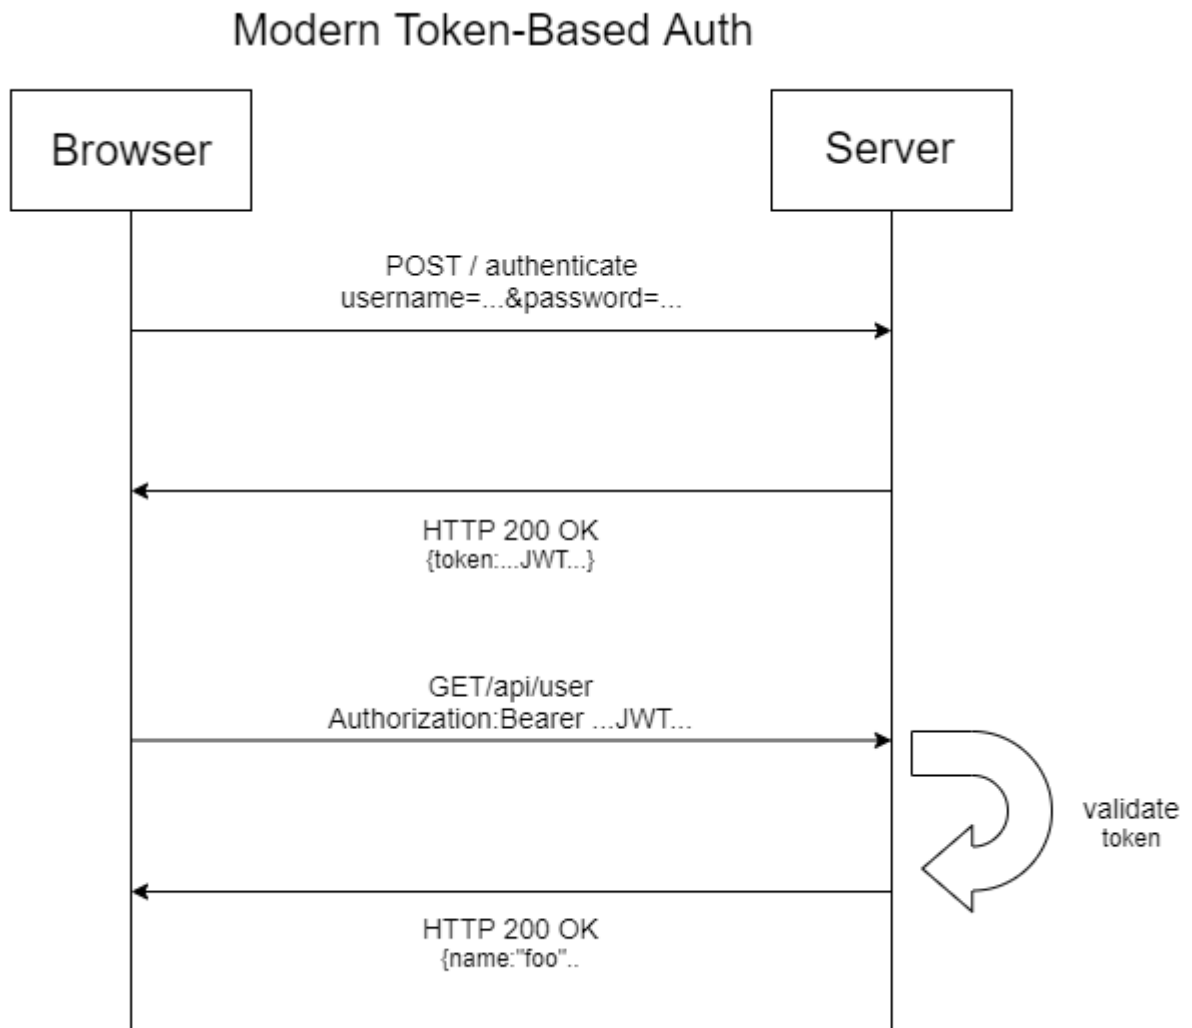 Modern Token-Based Auth
Browser
Server
POST / authenticate
username=...&password=...
HTTP 200 OK
{token:...JWT...}
GET/api/user
Authorization:Bearer ...JWT...
validate
token
HTTP 200 OK
{name:"foo"..